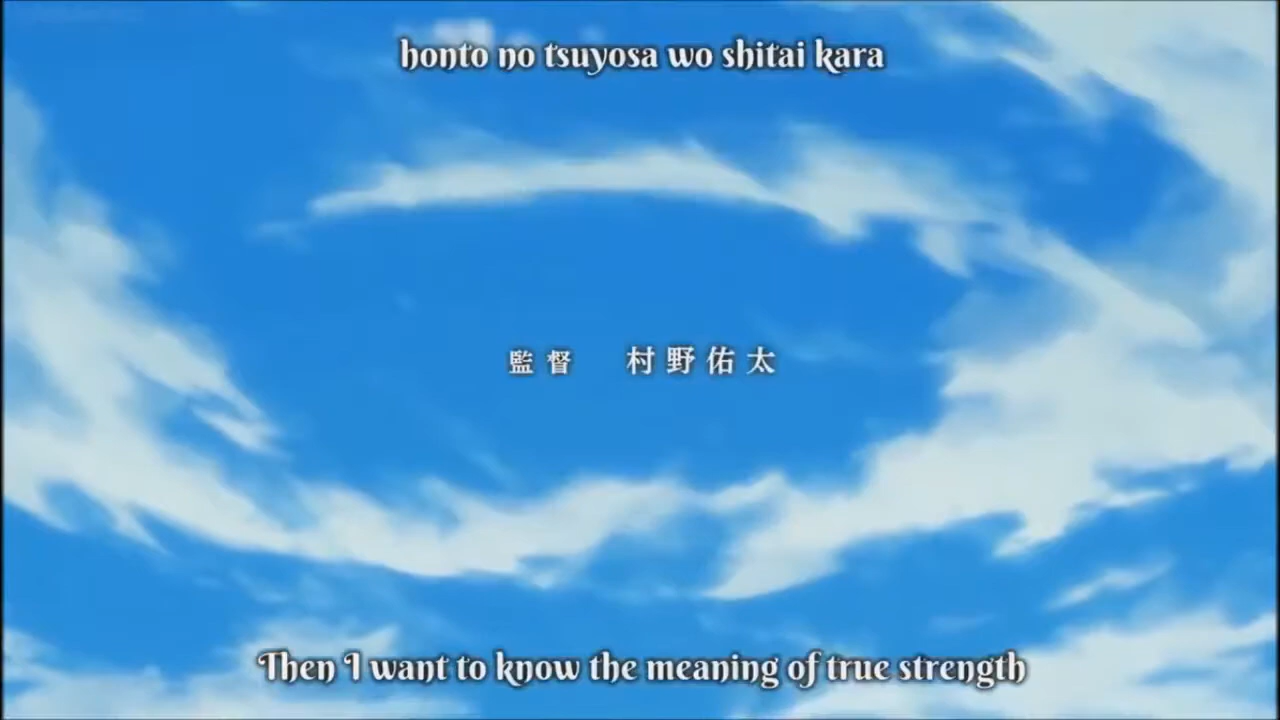 honto no tsuyosa wo shitai kara
監督 村野佑太
Then I want to know the meaning of true strength